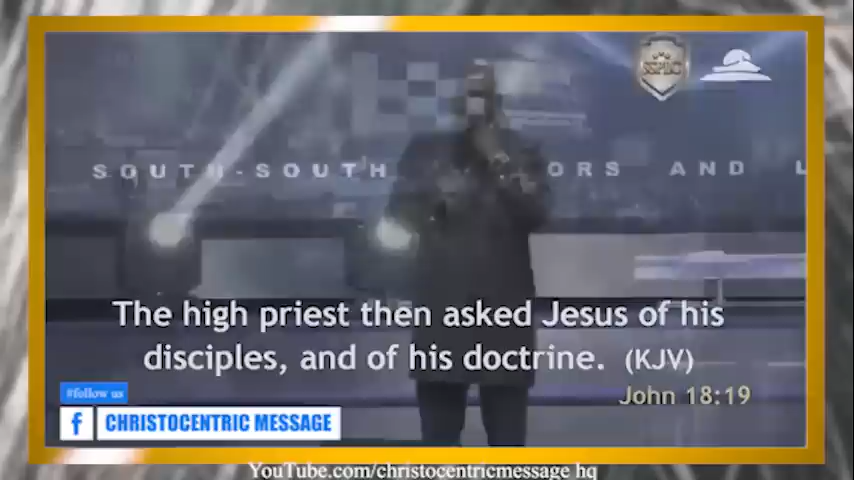 SOUTH-SOUTH ORS AND L
The high priest then asked Jesus of his
disciples, and of his doctrine. (KJV)
John 18:19
#follow us
f CHRISTOCENTRIC MESSAGE
YouTube.com/christocentricmessage hq